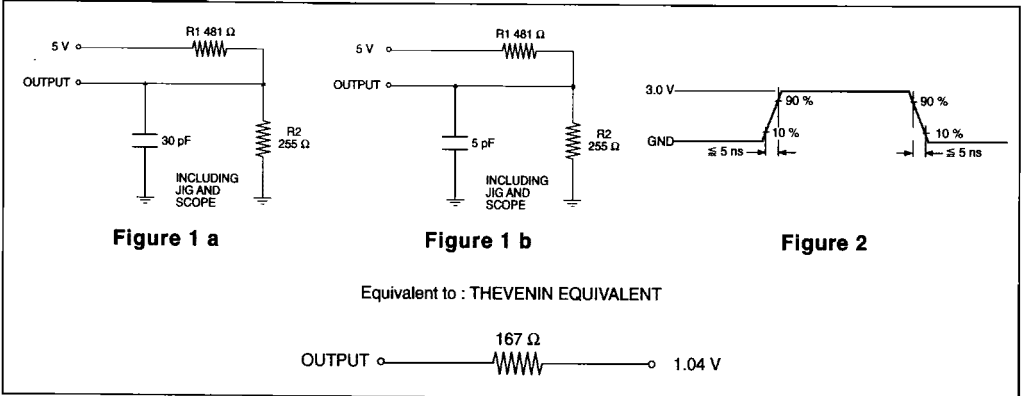 R1 481 Ω
5 V
OUTPUT
30 pF
R2
255 Ω
INCLUDING
JIG AND
SCOPE
Figure 1 a
R1 481 Ω
5 V
OUTPUT
5 pF
R2
255 Ω
INCLUDING
JIG AND
SCOPE
Figure 1 b
3.0 V
90 %
90 %
10 %
10 %
GND
≦ 5 ns
≦ 5 ns
Figure 2
Equivalent to : THEVENIN EQUIVALENT
167 Ω
OUTPUT
1.04 V